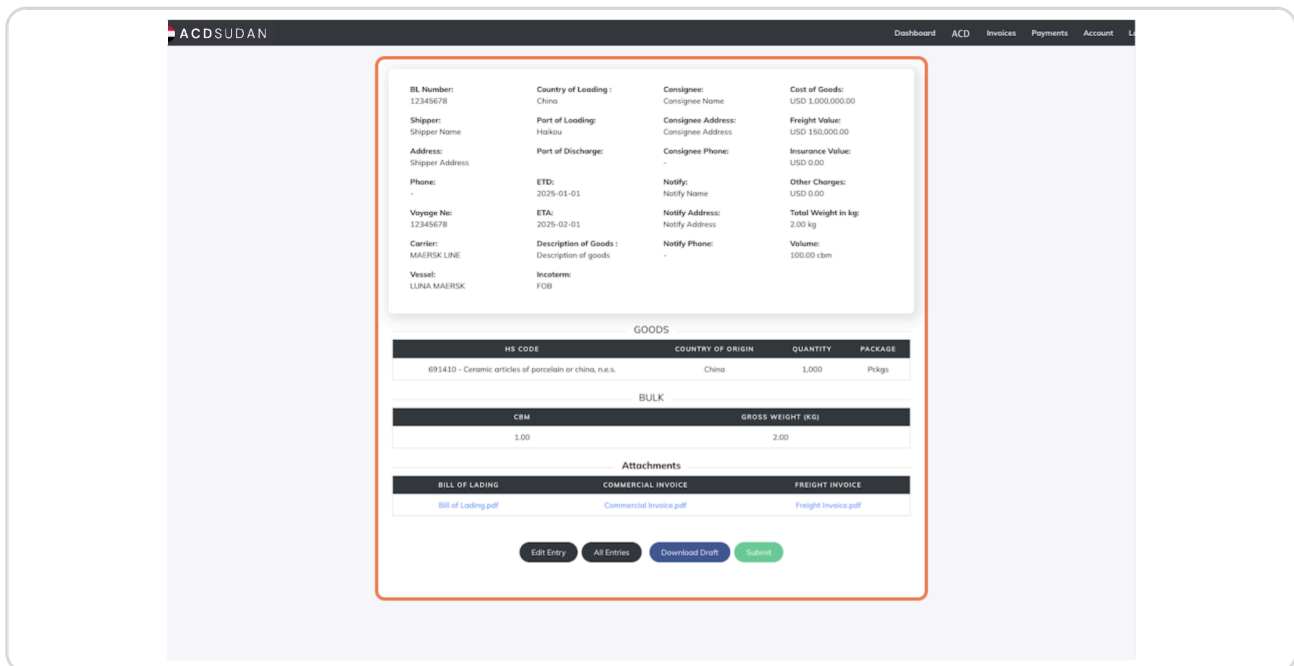 ACDSUDAN
Dashboard ACD Invoices Payments Account
BL Number: Country of Loading : Consignee: Cost of Goods:
12345678 China Consignee Name USD 1,000,000.00
Shipper: Port of Loading: Consignee Address: Freight Value:
Shipper Name Haikou Consignee Address USD 150,000.00
Address: Port of Discharge: Consignee Phone: Insurance Value:
Shipper Address - USD 0.00
Phone: ETD: Notify: Other Charges:
- 2025-01-01 Notify Name USD 0.00
Voyage No: ETA: Notify Address: Total Weight in kg:
12345678 2025-02-01 Notify Address 2.00 kg
Carrier: Description of Goods : Notify Phone: Volume:
MAERSK LINE Description of goods - 100.00 cbm
Vessel: Incoterm:
LUNA MAERSK FOB
GOODS
HS CODE COUNTRY OF ORIGIN QUANTITY PACKAGE
691410 - Ceramic articles of porcelain or china, n.e.s. China 1,000 Pckgs
BULK
CBM GROSS WEIGHT (KG)
1.00 2.00
Attachments
BILL OF LADING COMMERCIAL INVOICE FREIGHT INVOICE
Bill of Lading.pdf Commercial Invoice.pdf Freight Invoice.pdf
Edit Entry All Entries Download Draft Submit